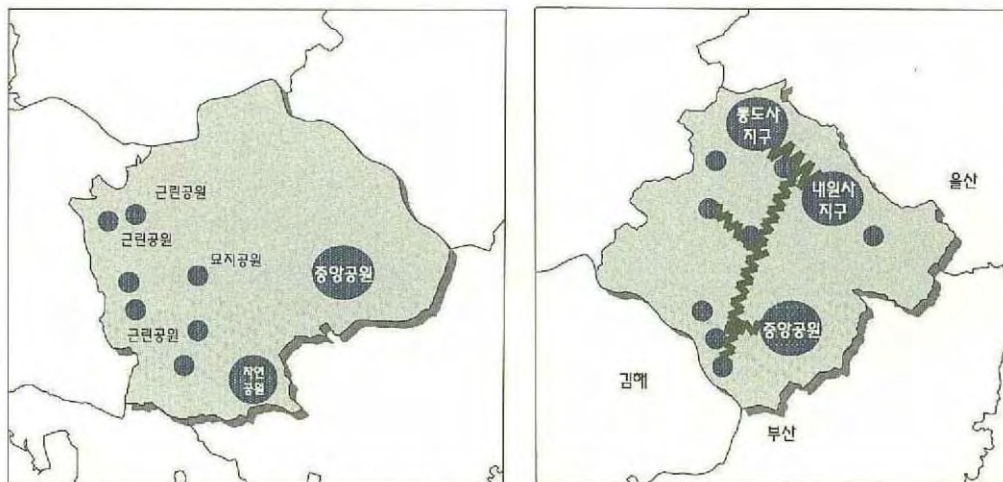 근린공원
근린공원
묘지공원
중앙공원
근린공원
자연
공원
통도사
지구
내원사
지구
울산
중앙공원
김해
부산